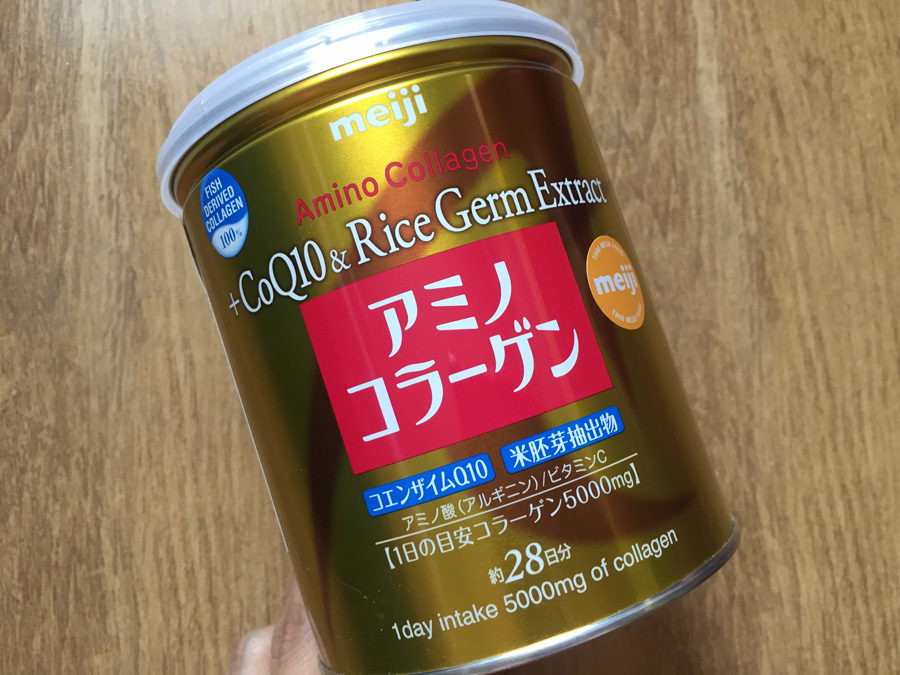 meiji
Amino Collagen
+CoQ10 & Rice Germ Extract
FISH
DERIVED
COLLAGEN
100%
アミノ
コラーゲン
meiji
コエンザイムQ10
米胚芽抽出物
アミノ酸(アルギニン)/ビタミンC
【1日の目安コラーゲン5000mg】
約28日分
1day intake 5000mg of collagen